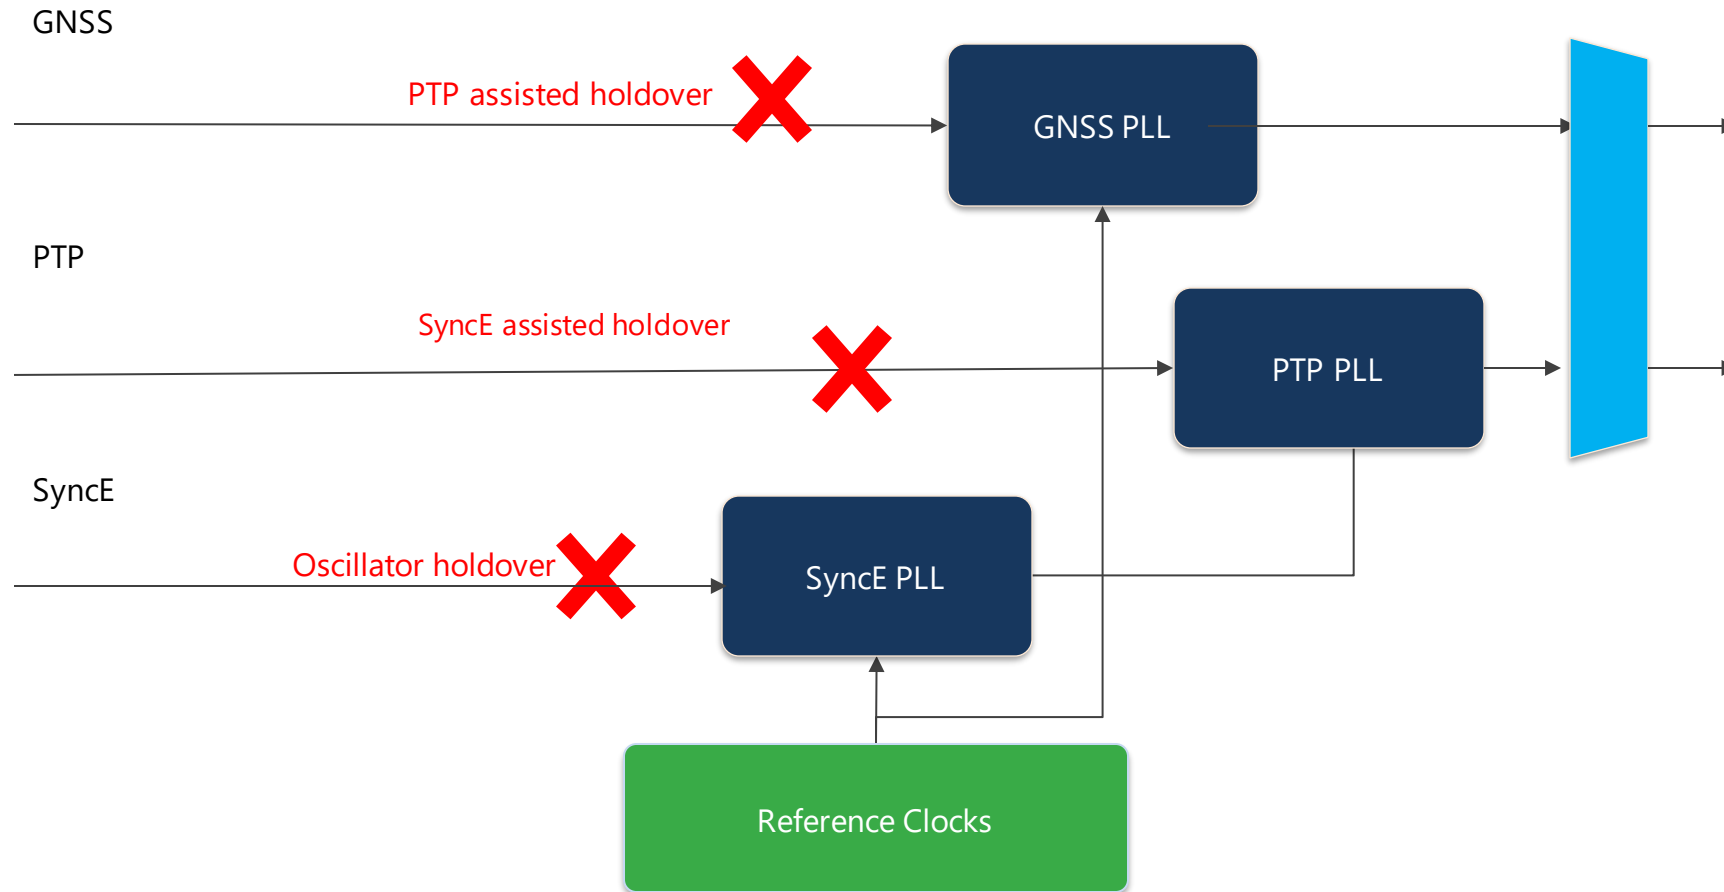 GNSS
PTP assisted holdover
GNSS PLL
PTP
SyncE assisted holdover
PTP PLL
SyncE
Oscillator holdover
SyncE PLL
Reference Clocks